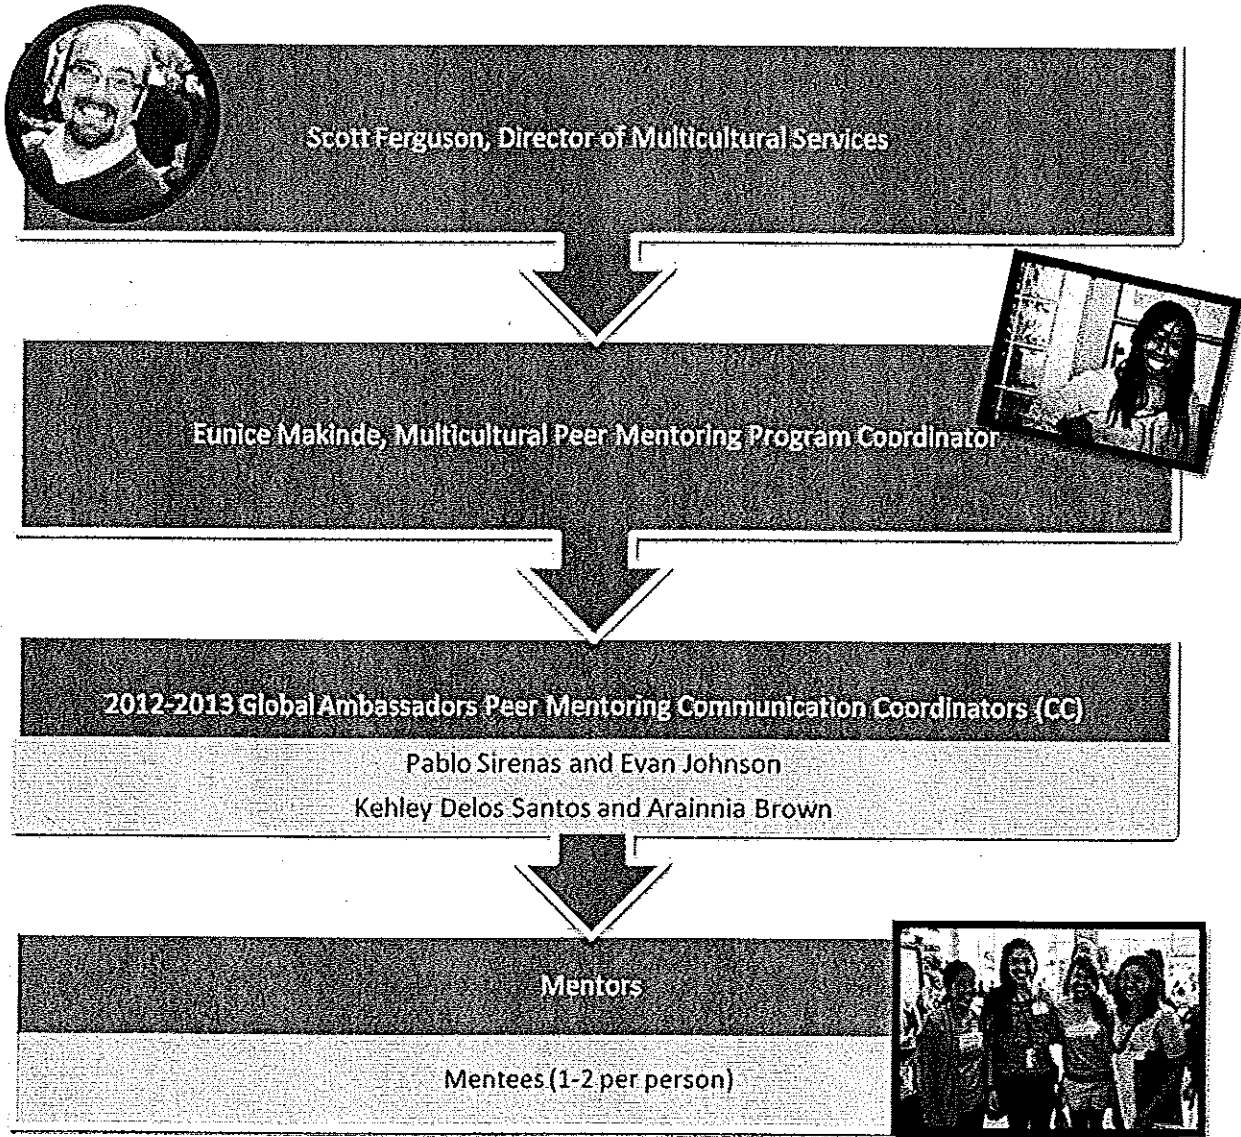 Scott Ferguson, Director of Multicultural Services
Eunice Makinde, Multicultural Peer Mentoring Program Coordinator
2012-2013 Global Ambassadors Peer Mentoring Communication Coordinators (CC)
Pablo Sirenas and Evan Johnson
Kehley Delos Santos and Arainnia Brown
Mentors
Mentees (1-2 per person)